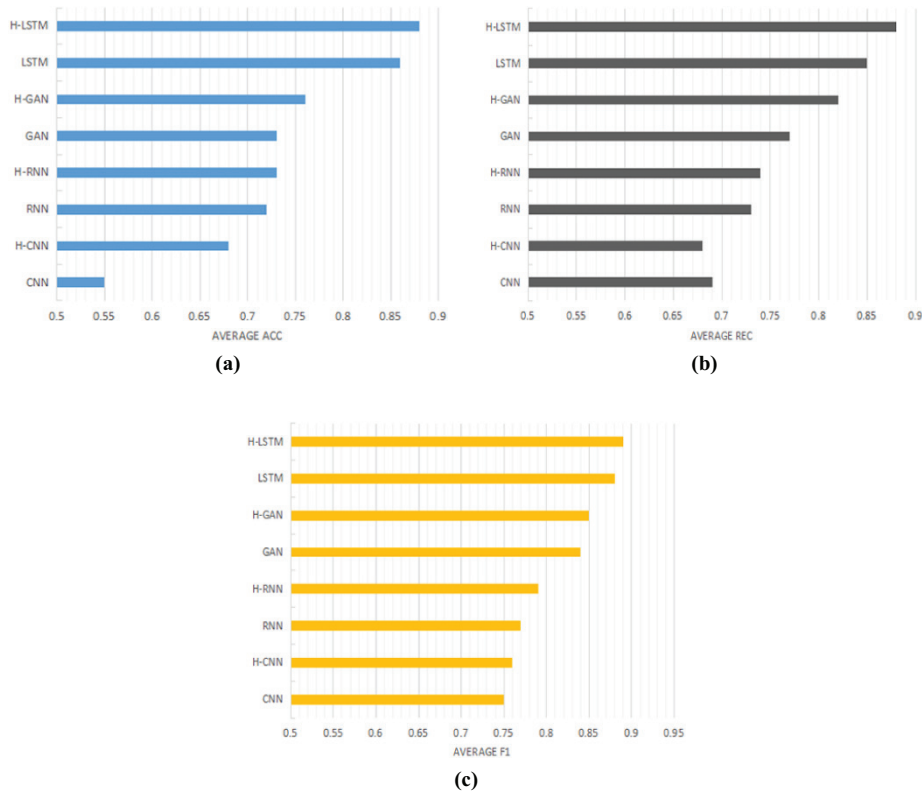 H-LSTM
LSTM
H-GAN
GAN
H-RNN
RNN
H-CNN
CNN
0.5 0.55 0.6 0.65 0.7 0.75 0.8 0.85 0.9
AVERAGE ACC
(a)
H-LSTM
LSTM
H-GAN
GAN
H-RNN
RNN
H-CNN
CNN
0.5 0.55 0.6 0.65 0.7 0.75 0.8 0.85 0.9
AVERAGE REC
(b)
H-LSTM
LSTM
H-GAN
GAN
H-RNN
RNN
H-CNN
CNN
0.5 0.55 0.6 0.65 0.7 0.75 0.8 0.85 0.9 0.95
AVERAGE F1
(c)